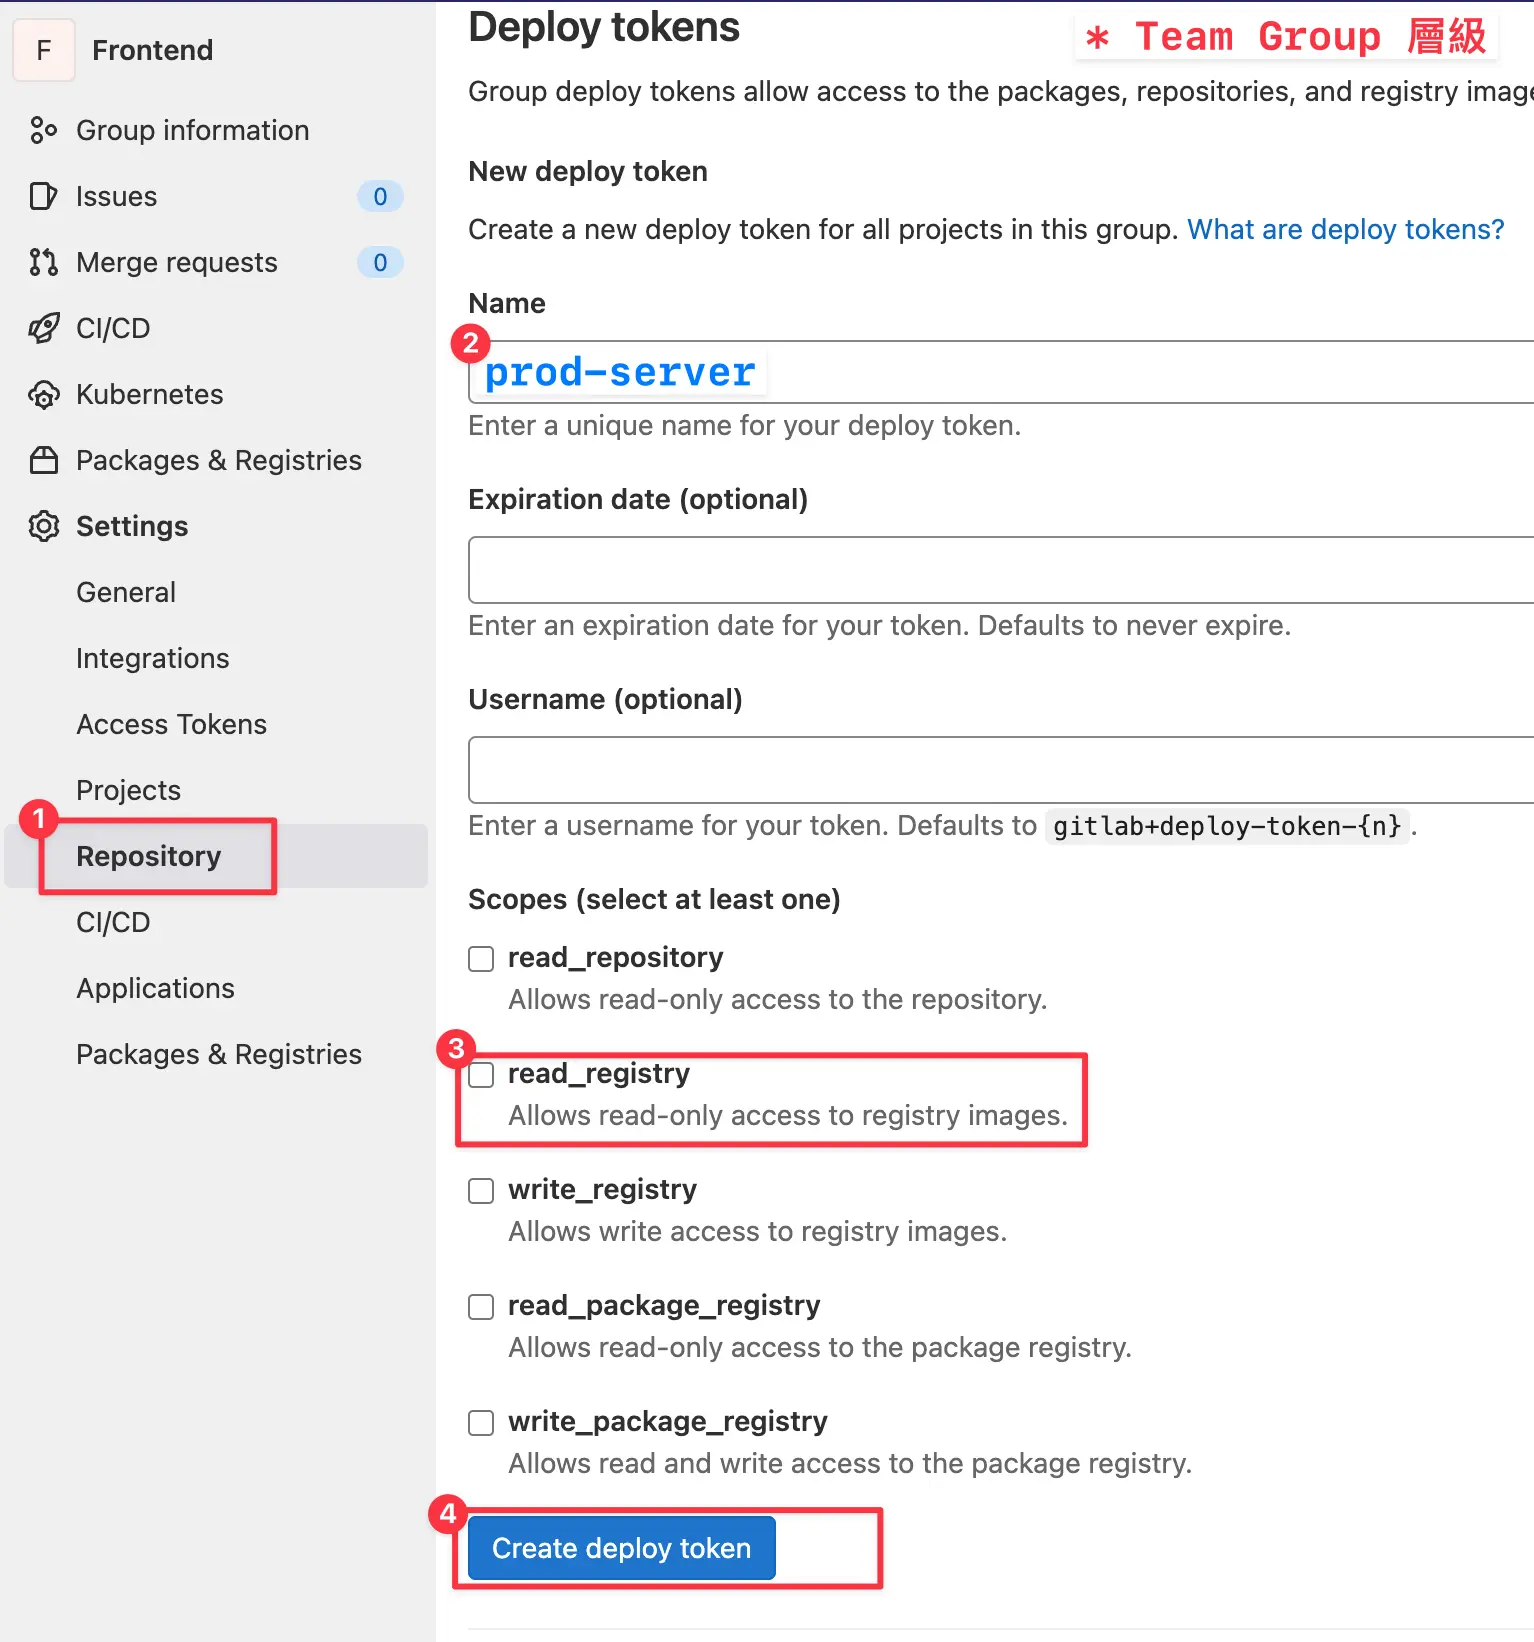 F Frontend
Group information
Issues 0
Merge requests 0
CI/CD
Kubernetes
Packages & Registries
Settings
General
Integrations
Access Tokens
Projects
1
Repository
CI/CD
Applications
Packages & Registries
Deploy tokens
* Team Group 層級
Group deploy tokens allow access to the packages, repositories, and registry image
New deploy token
Create a new deploy token for all projects in this group. What are deploy tokens?
Name
2
prod-server
Enter a unique name for your deploy token.
Expiration date (optional)
Enter an expiration date for your token. Defaults to never expire.
Username (optional)
Enter a username for your token. Defaults to gitlab+deploy-token-{n}.
Scopes (select at least one)
read_repository
Allows read-only access to the repository.
3
read_registry
Allows read-only access to registry images.
write_registry
Allows write access to registry images.
read_package_registry
Allows read-only access to the package registry.
write_package_registry
Allows read and write access to the package registry.
4
Create deploy token